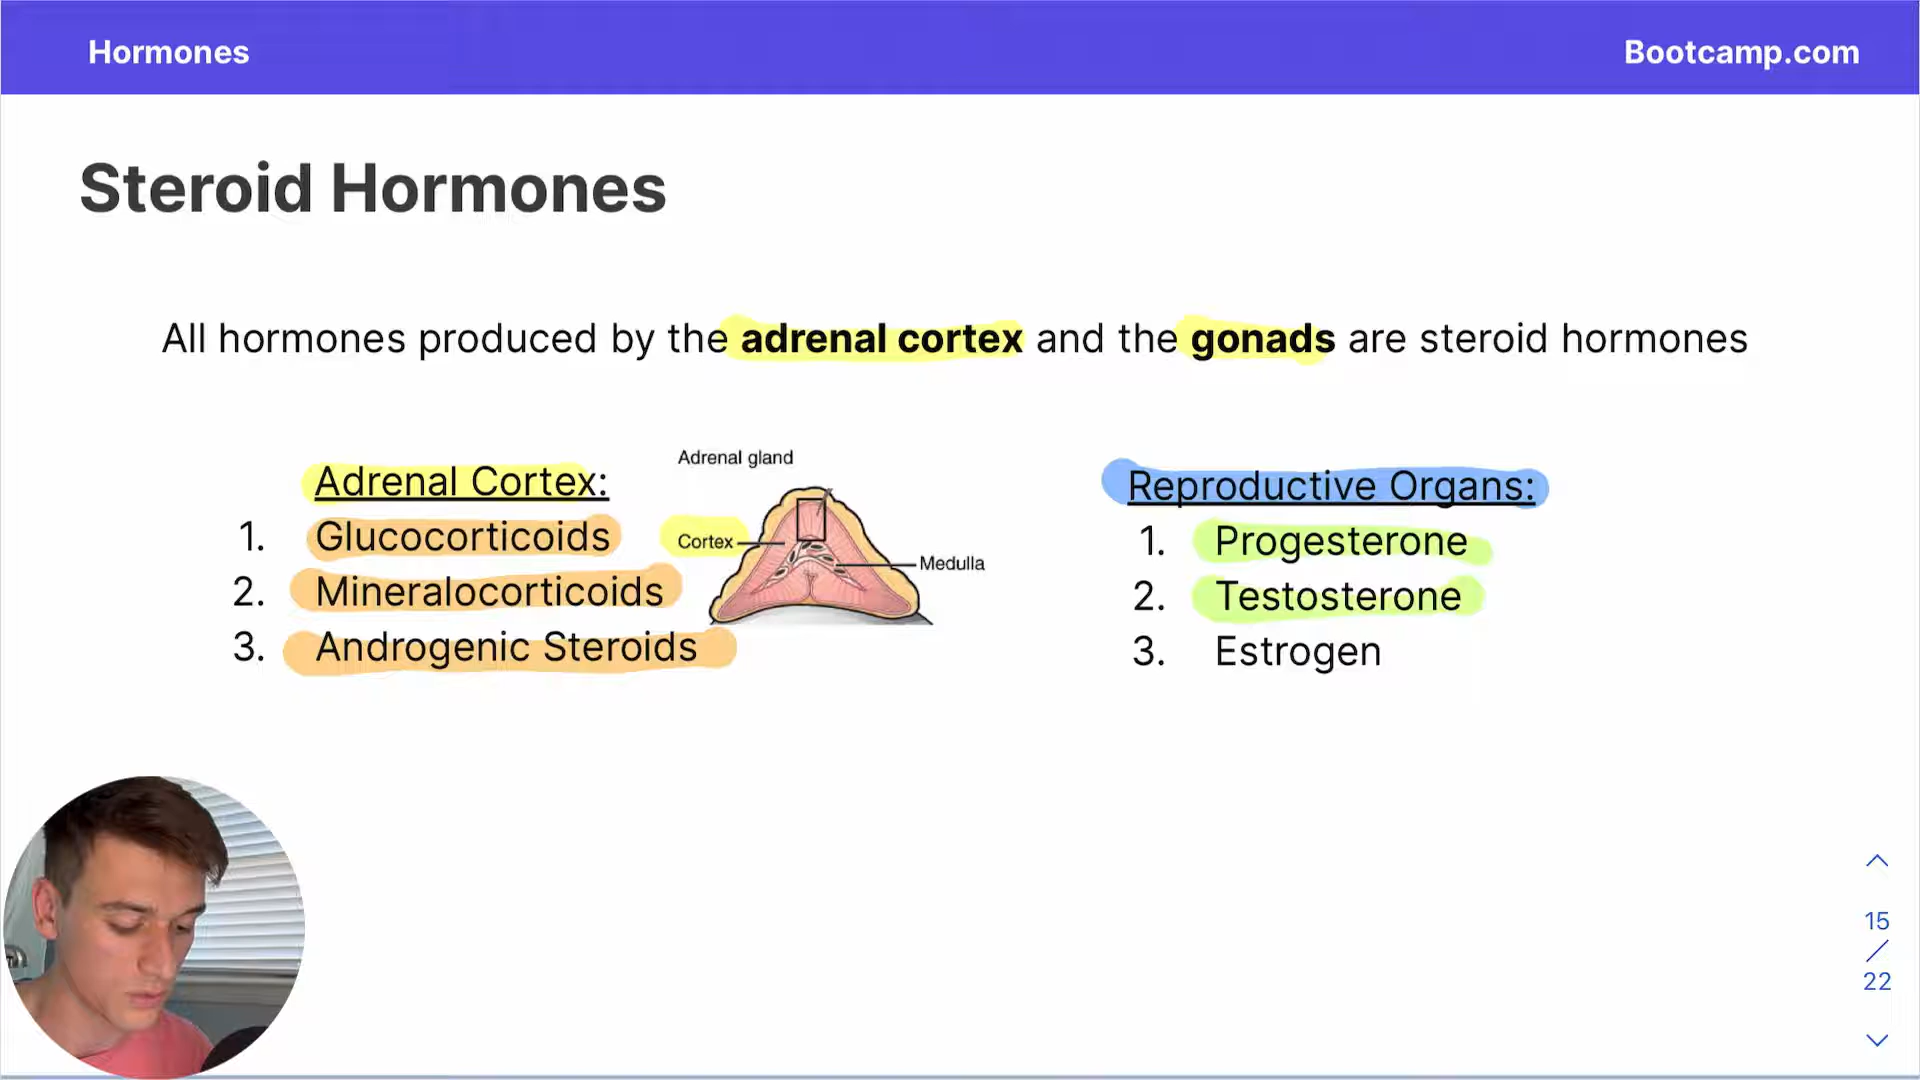 Hormones
Bootcamp.com
Steroid Hormones
All hormones produced by the adrenal cortex and the gonads are steroid hormones
Adrenal Cortex:
1. Glucocorticoids
2. Mineralocorticoids
3. Androgenic Steroids
Adrenal gland
Cortex
Medulla
Reproductive Organs:
1. Progesterone
2. Testosterone
3. Estrogen
15
/
22